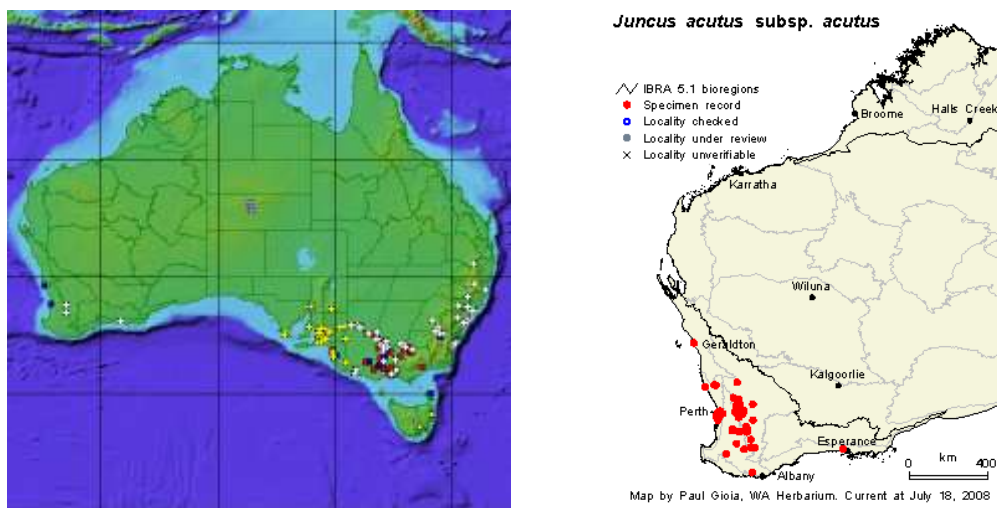 Juncus acutus subsp. acutus
IBRA 5.1 bioregions
Specimen record
Locality checked
Locality under review
Locality unverifiable
Broome
Halls Creek
Karratha
Wiluna
Geraldton
Kalgoorlie
Perth
Esperance
km
0 400
Albany
Map by Paul Gioia, WA Herbarium. Current at July 18, 2008